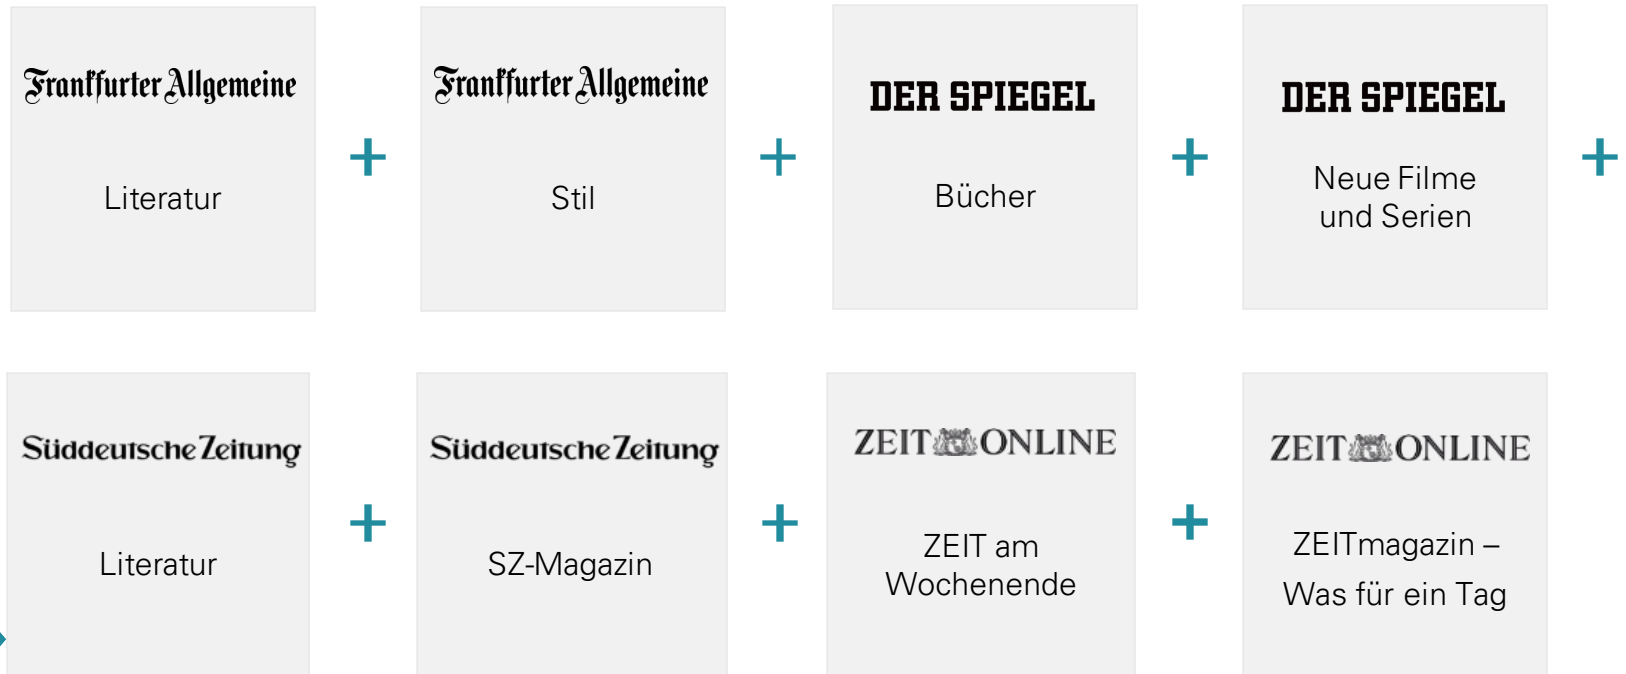 Frankfurter Allgemeine
Literatur
+
Frankfurter Allgemeine
Stil
+
DER SPIEGEL
Bücher
+
DER SPIEGEL
Neue Filme
und Serien
+
Süddeutsche Zeitung
Literatur
+
Süddeutsche Zeitung
SZ-Magazin
+
ZEIT ONLINE
ZEIT am
Wochenende
+
ZEIT ONLINE
ZEITmagazin –
Was für ein Tag